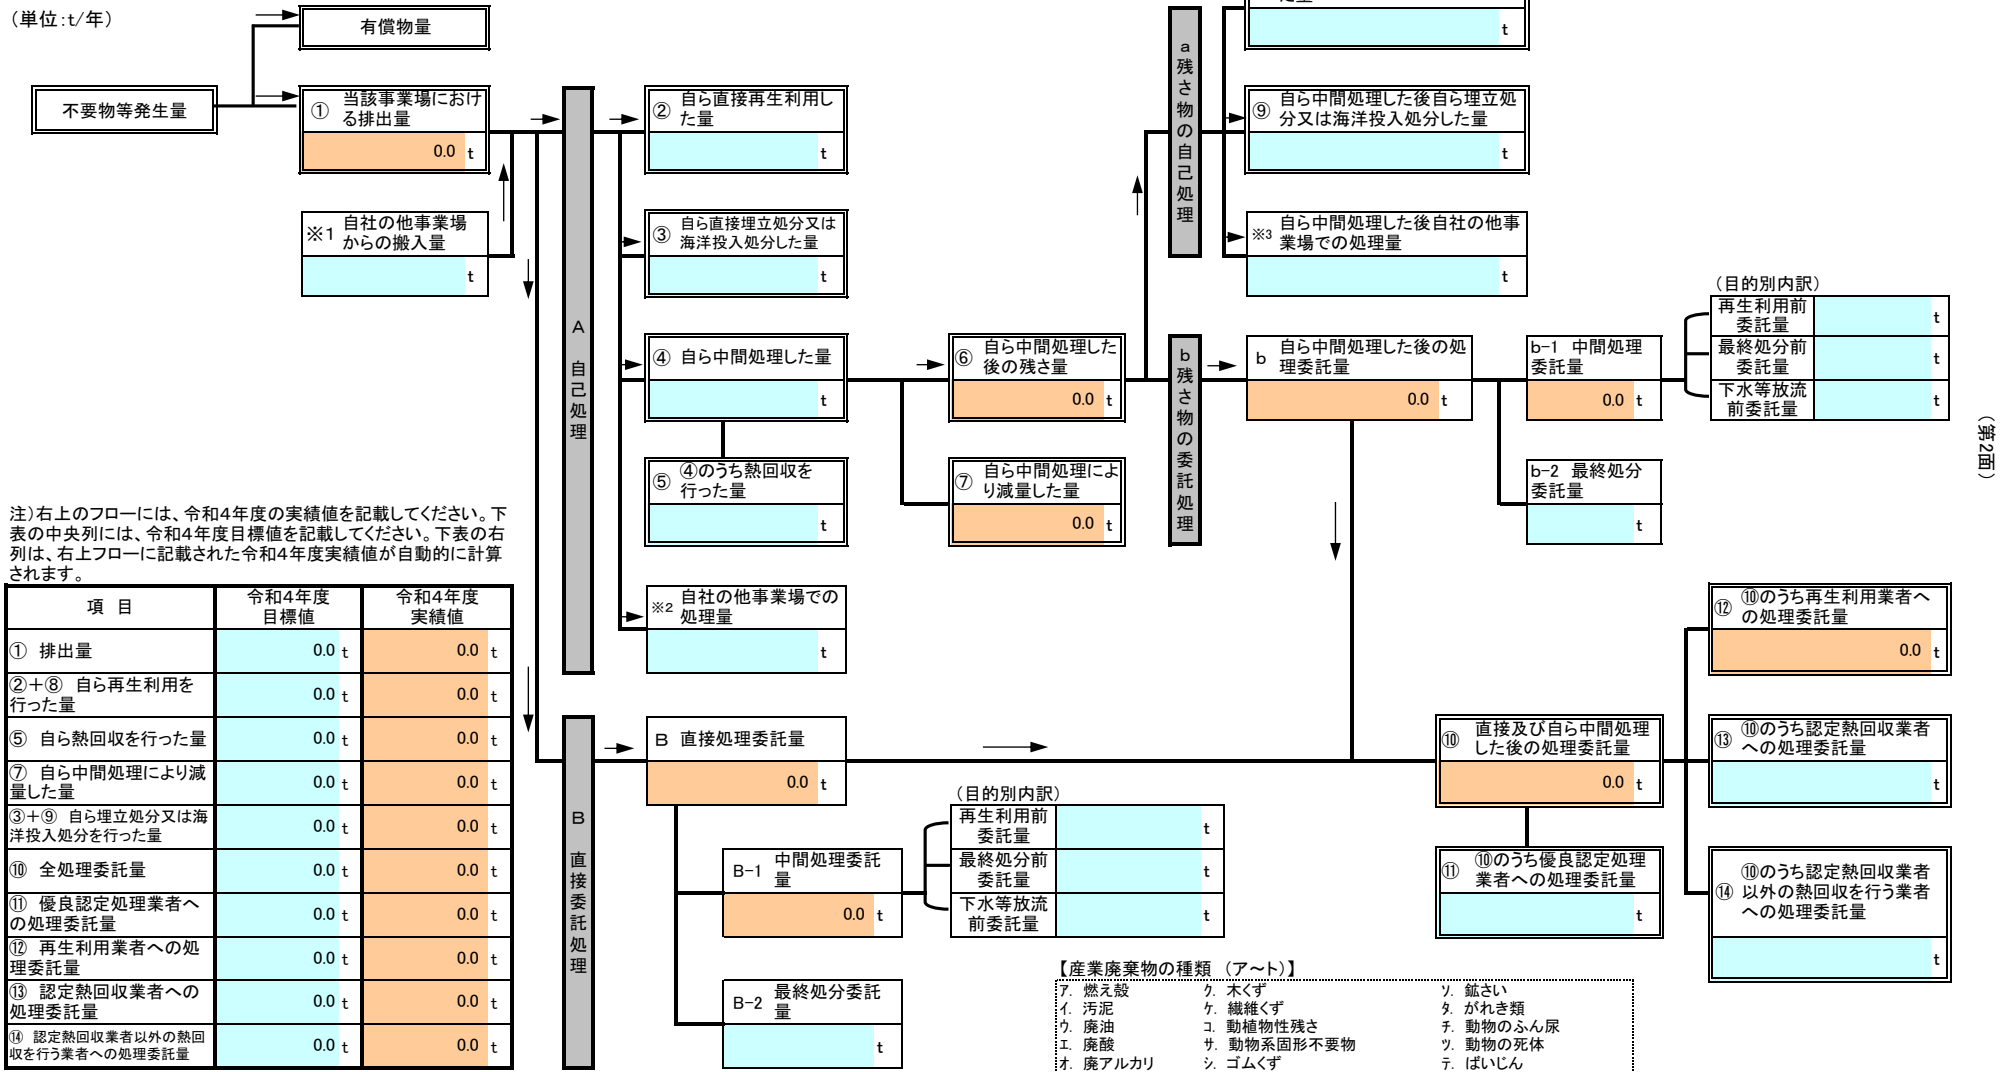 （単位：t/年）
有償物量
不要物等発生量
① 当該事業場におけ
る排出量
0.0 t
※1 自社の他事業場
からの搬入量
t
A 自己処理
② 自ら直接再生利用し
た量
t
③ 自ら直接埋立処分又は
海洋投入処分した量
t
④ 自ら中間処理した量
t
⑤ ④のうち熱回収を
行った量
t
※2 自社の他事業場での
処理量
t
⑥ 自ら中間処理した
後の残さ量
0.0 t
⑦ 自ら中間処理によ
り減量した量
0.0 t
a 残さ物の自己処理
t
⑨ 自ら中間処理した後自ら埋立処
分又は海洋投入処分した量
t
※3 自ら中間処理した後自社の他事
業場での処理量
t
b 残さ物の委託処理
b 自ら中間処理した後の処
理委託量
0.0 t
b-1 中間処理
委託量
0.0 t
b-2 最終処分
委託量
t
（目的別内訳）
再生利用前
委託量
t
最終処分前
委託量
t
下水等放流
前委託量
t
（第2面）
注）右上のフローには、令和4年度の実績値を記載してください。下
表の中央列には、令和4年度目標値を記載してください。下表の右
列は、右上フローに記載された令和4年度実績値が自動的に計算
されます。
項 目 令和4年度
目標値 令和4年度
実績値
① 排出量 0.0 t 0.0 t
②＋⑧ 自ら再生利用を
行った量 0.0 t 0.0 t
⑤ 自ら熱回収を行った量 0.0 t 0.0 t
⑦ 自ら中間処理により減
量した量 0.0 t 0.0 t
③＋⑨ 自ら埋立処分又は海
洋投入処分を行った量 0.0 t 0.0 t
⑩ 全処理委託量 0.0 t 0.0 t
⑪ 優良認定処理業者へ
の処理委託量 0.0 t 0.0 t
⑫ 再生利用業者への処
理委託量 0.0 t 0.0 t
⑬ 認定熱回収業者への
処理委託量 0.0 t 0.0 t
⑭ 認定熱回収業者以外の熱回
収を行う業者への処理委託量 0.0 t 0.0 t
B 直接委託処理
B 直接処理委託量
0.0 t
B-1 中間処理委託
量
0.0 t
B-2 最終処分委託
量
t
（目的別内訳）
再生利用前
委託量
t
最終処分前
委託量
t
下水等放流
前委託量
t
⑩ 直接及び自ら中間処理
した後の処理委託量
0.0 t
⑪ ⑩のうち優良認定処理
業者への処理委託量
t
⑫ ⑩のうち再生利用業者へ
の処理委託量
0.0 t
⑬ ⑩のうち認定熱回収業者
への処理委託量
t
⑭ ⑩のうち認定熱回収業者
以外の熱回収を行う業者
への処理委託量
t
【産業廃棄物の種類 （ア～ト）】
ア. 燃え殻 ク. 木くず ソ. 鉱さい
イ. 汚泥 ケ. 繊維くず タ. がれき類
ウ. 廃油 コ. 動植物性残さ チ. 動物のふん尿
エ. 廃酸 サ. 動物系固形不要物 ツ. 動物の死体
オ. 廃アルカリ シ. ゴムくず テ. ばいじん